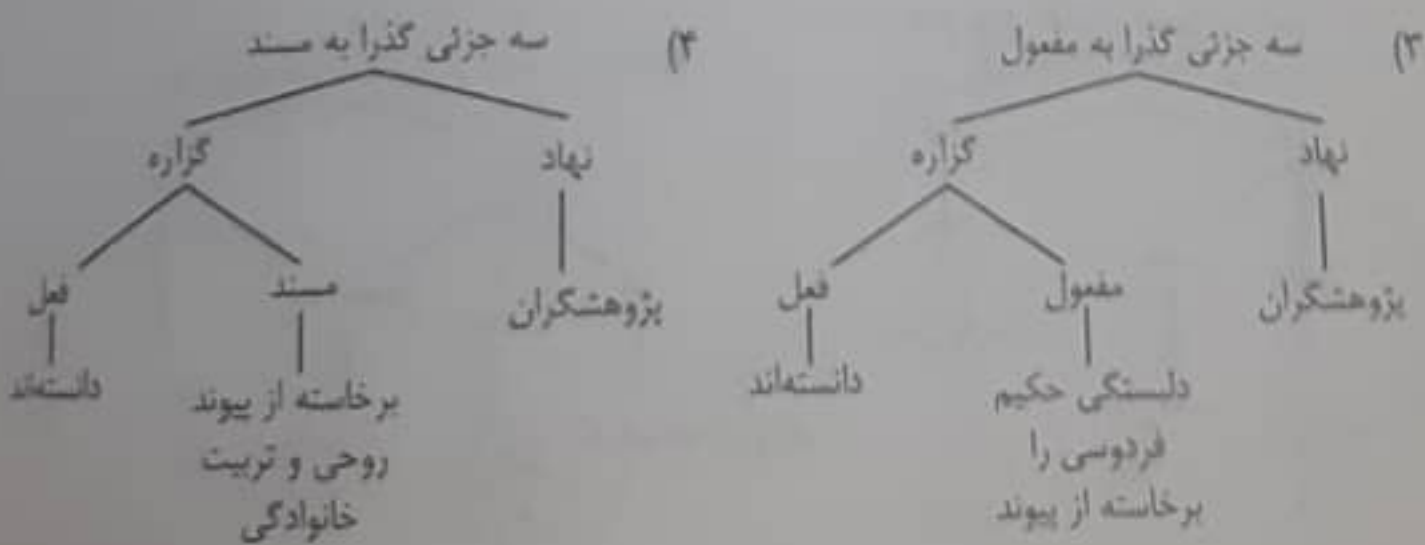 ۳) سه جزئی گذرا به مفعول
نهاد گزاره
پژوهشگران
مفعول فعل
دلبستگی حکیم
فردوسی را
برخاسته از پیوند
دانسته‌اند
۴) سه جزئی گذرا به مسند
نهاد گزاره
پژوهشگران
مسند فعل
برخاسته از پیوند
روحی و تربیت
خانوادگی
دانسته‌اند